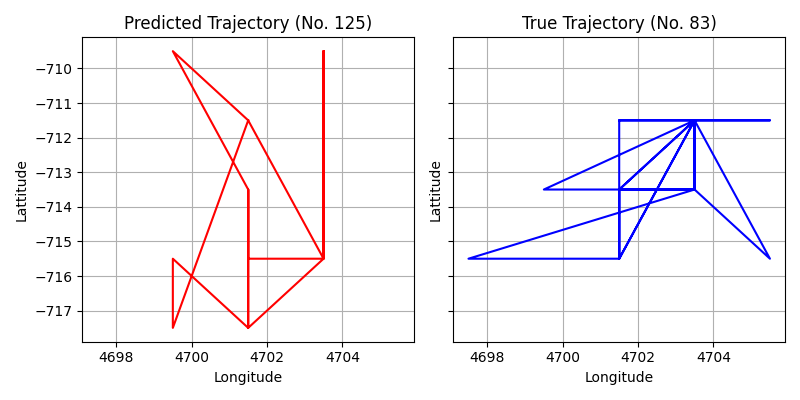 Predicted Trajectory (No. 125)
True Trajectory (No. 83)
Lattitude
−710
−711
−712
−713
−714
−715
−716
−717
4698
4700
4702
4704
Longitude
Lattitude
4698
4700
4702
4704
Longitude